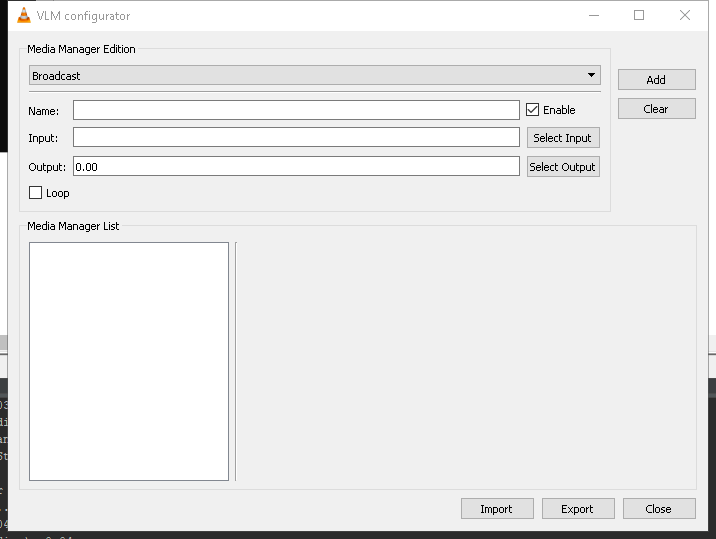 VLM configurator
Media Manager Edition
Broadcast
Add
Name:
Enable
Clear
Input:
Select Input
Output: 0.00
Select Output
Loop
Media Manager List
Import
Export
Close